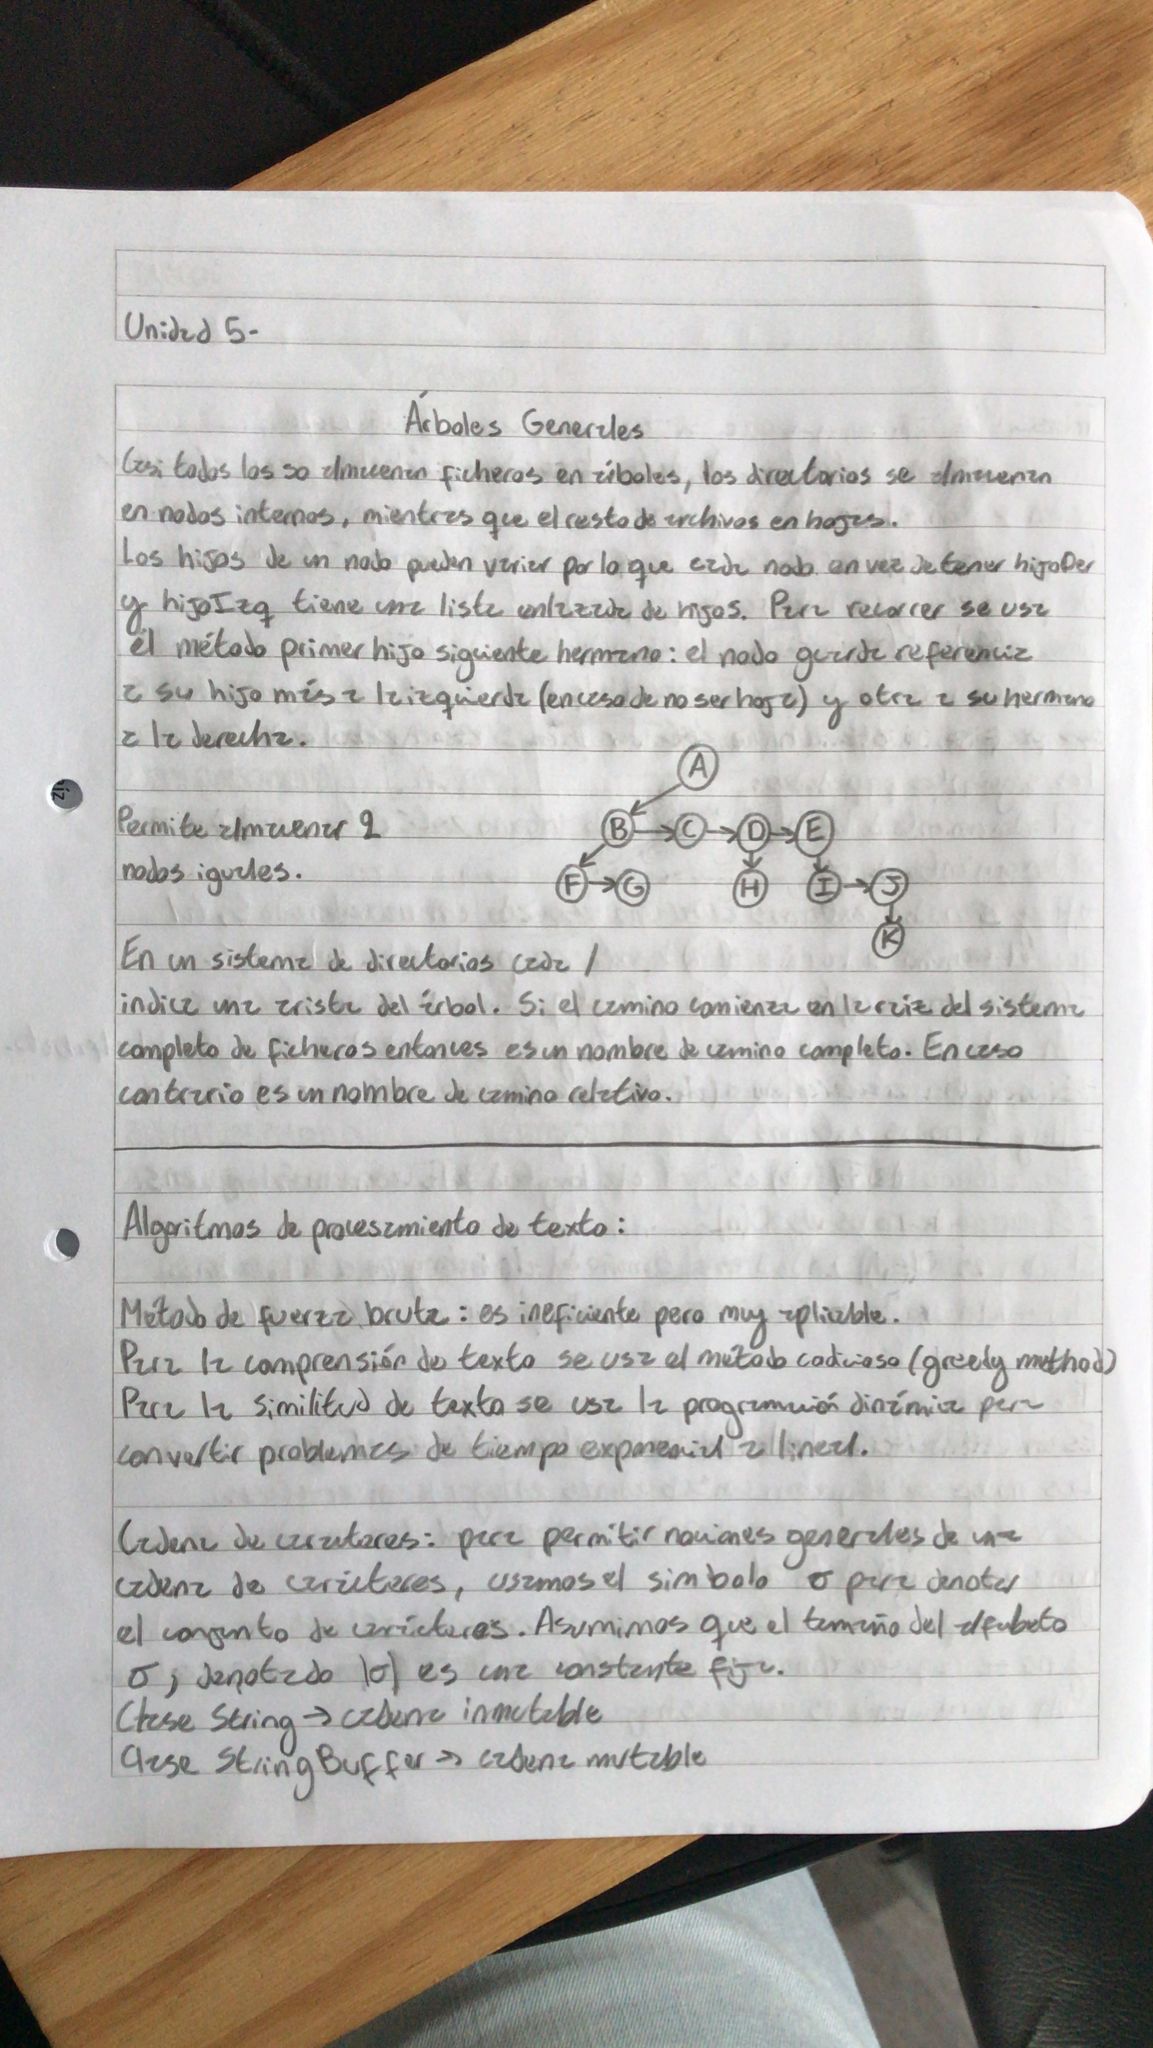 Unidad 5-
Árboles Generales
Casi todos los so almacenan ficheros en árboles, los directorios se almacenan
en nodos internos, mientras que el resto de archivos en hojas.
Los hijos de un nodo pueden variar por lo que cada nodo en vez de tener hijoDer
y hijoIzq tiene una lista enlazada de hijos. Para recorrer se usa
el método primer hijo siguiente hermano: el nodo guarda referencia
a su hijo más a la izquierda (en caso de no ser hoja) y otra a su hermano
a la derecha.
A
Permite almacenar 2
B C D E
nodos iguales.
F G H I J
K
En un sistema de directorios cada /
indica una arista del árbol. Si el camino comienza en la raiz del sistema
completo de ficheros entonces es un nombre de camino completo. En caso
contrario es un nombre de camino relativo.
Algoritmos de procesamiento de texto:
Método de fuerza bruta: es ineficiente pero muy aplicable.
Para la comprensión de texto se usa el método codicioso (greedy method)
Para la similitud de texto se usa la programación dinámica para
convertir problemas de tiempo exponencial a lineal.
Cadena de caracteres: para permitir nociones generales de una
cadena de carácteres, usamos el simbolo σ para denotar
el conjunto de carácteres. Asumimos que el tamaño del alfabeto
σ, denotado |σ| es una constante fija.
Clase String → cadena inmutable
Clase StringBuffer → cadena mutable